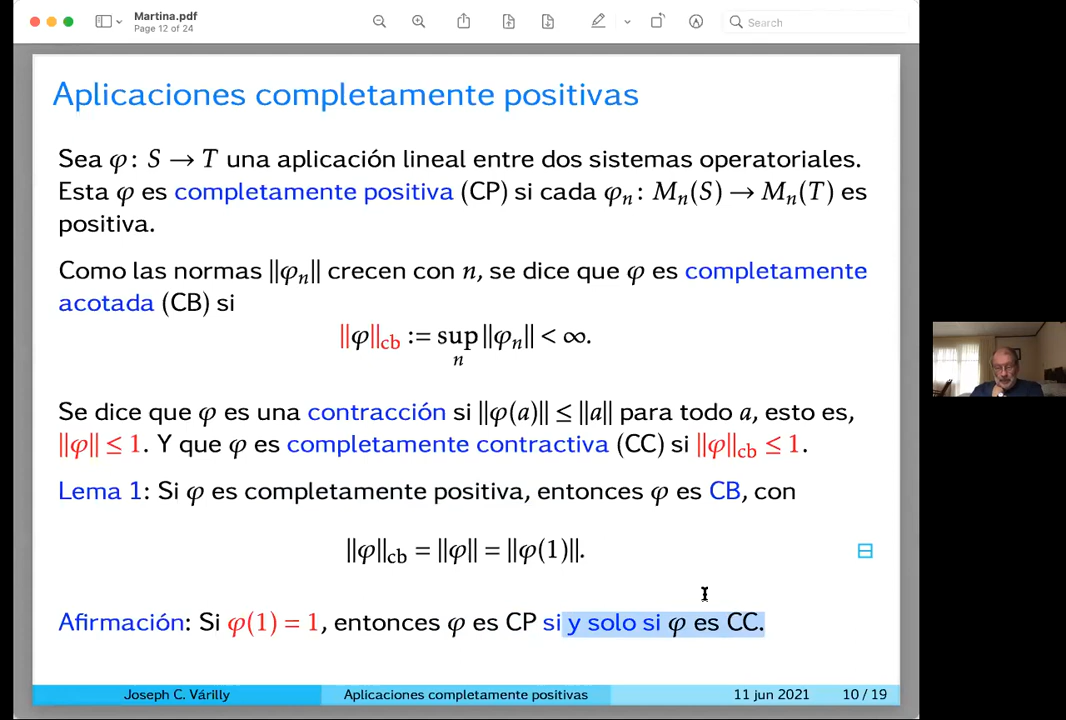 Martina.pdf
Page 12 of 24
Search
Aplicaciones completamente positivas
Sea φ: S → T una aplicación lineal entre dos sistemas operatoriales.
Esta φ es completamente positiva (CP) si cada φₙ: Mₙ(S) → Mₙ(T) es
positiva.
Como las normas ‖φₙ‖ crecen con n, se dice que φ es completamente
acotada (CB) si
‖φ‖cb := sup ‖φₙ‖ < ∞.
n
Se dice que φ es una contracción si ‖φ(a)‖ ≤ ‖a‖ para todo a, esto es,
‖φ‖ ≤ 1. Y que φ es completamente contractiva (CC) si ‖φ‖cb ≤ 1.
Lema 1: Si φ es completamente positiva, entonces φ es CB, con
‖φ‖cb = ‖φ‖ = ‖φ(1)‖.
Afirmación: Si φ(1) = 1, entonces φ es CP si y solo si φ es CC.
Joseph C. Várilly Aplicaciones completamente positivas 11 jun 2021 10 / 19